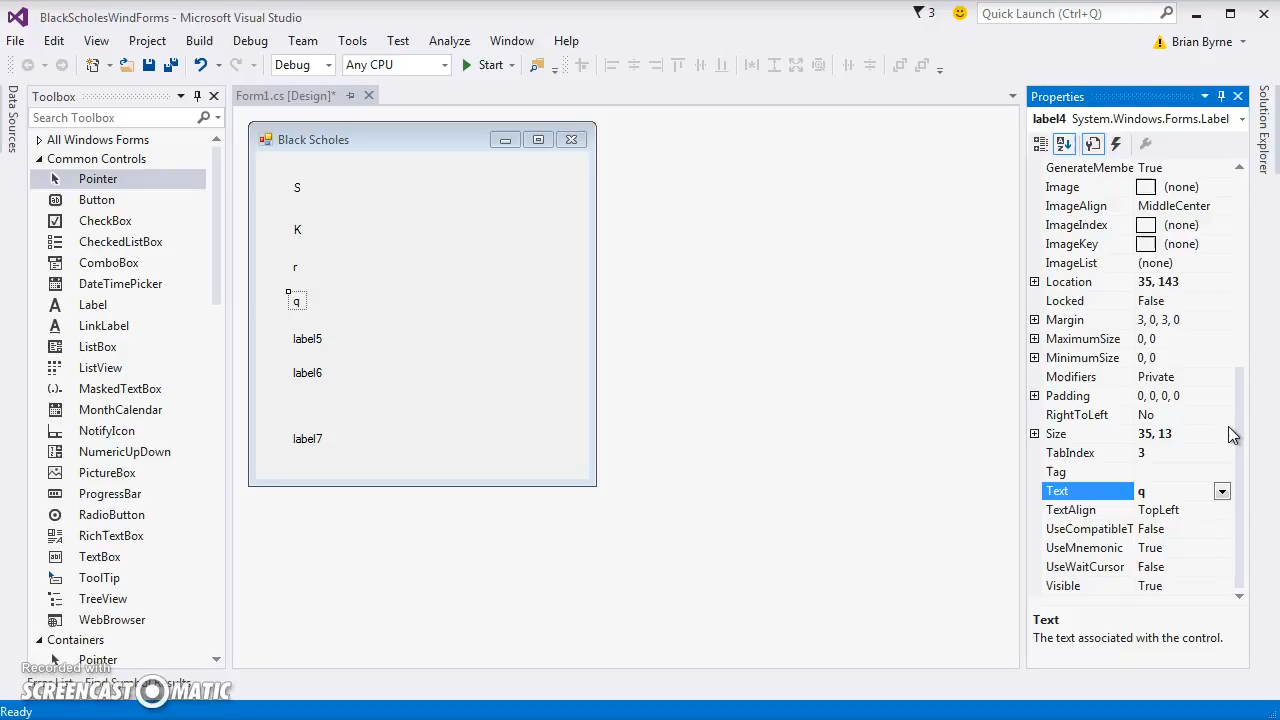 BlackScholesWindForms - Microsoft Visual Studio
3
Quick Launch (Ctrl+Q)
File Edit View Project Build Debug Team Tools Test Analyze Window Help
Brian Byrne
Debug Any CPU Start
Data Sources
Toolbox
Search Toolbox
All Windows Forms
Common Controls
Pointer
Button
CheckBox
CheckedListBox
ComboBox
DateTimePicker
Label
LinkLabel
ListBox
ListView
MaskedTextBox
MonthCalendar
NotifyIcon
NumericUpDown
PictureBox
ProgressBar
RadioButton
RichTextBox
TextBox
ToolTip
TreeView
WebBrowser
Containers
Pointer
Form1.cs [Design]*
Black Scholes
S
K
r
q
label5
label6
label7
Properties
label4 System.Windows.Forms.Label
GenerateMembe True
Image (none)
ImageAlign MiddleCenter
ImageIndex (none)
ImageKey (none)
ImageList (none)
Location 35, 143
Locked False
Margin 3, 0, 3, 0
MaximumSize 0, 0
MinimumSize 0, 0
Modifiers Private
Padding 0, 0, 0, 0
RightToLeft No
Size 35, 13
TabIndex 3
Tag
Text q
TextAlign TopLeft
UseCompatibleT False
UseMnemonic True
UseWaitCursor False
Visible True
Text
The text associated with the control.
Solution Explorer
Recorded with
SCREENCAST MATIC
Ready